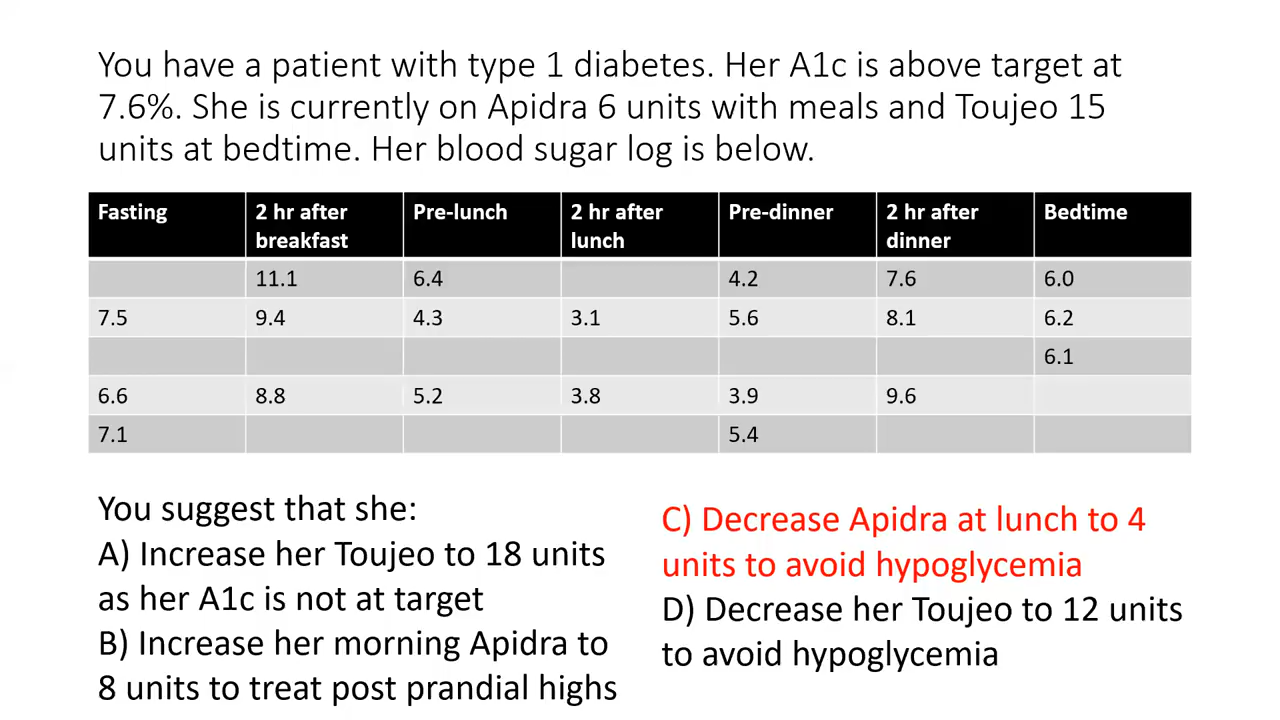 You have a patient with type 1 diabetes. Her A1c is above target at
7.6%. She is currently on Apidra 6 units with meals and Toujeo 15
units at bedtime. Her blood sugar log is below.
Fasting 2 hr after breakfast Pre-lunch 2 hr after lunch Pre-dinner 2 hr after dinner Bedtime
11.1 6.4 4.2 7.6 6.0
7.5 9.4 4.3 3.1 5.6 8.1 6.2
6.1
6.6 8.8 5.2 3.8 3.9 9.6
7.1 5.4
You suggest that she:
A) Increase her Toujeo to 18 units
as her A1c is not at target
B) Increase her morning Apidra to
8 units to treat post prandial highs
C) Decrease Apidra at lunch to 4
units to avoid hypoglycemia
D) Decrease her Toujeo to 12 units
to avoid hypoglycemia